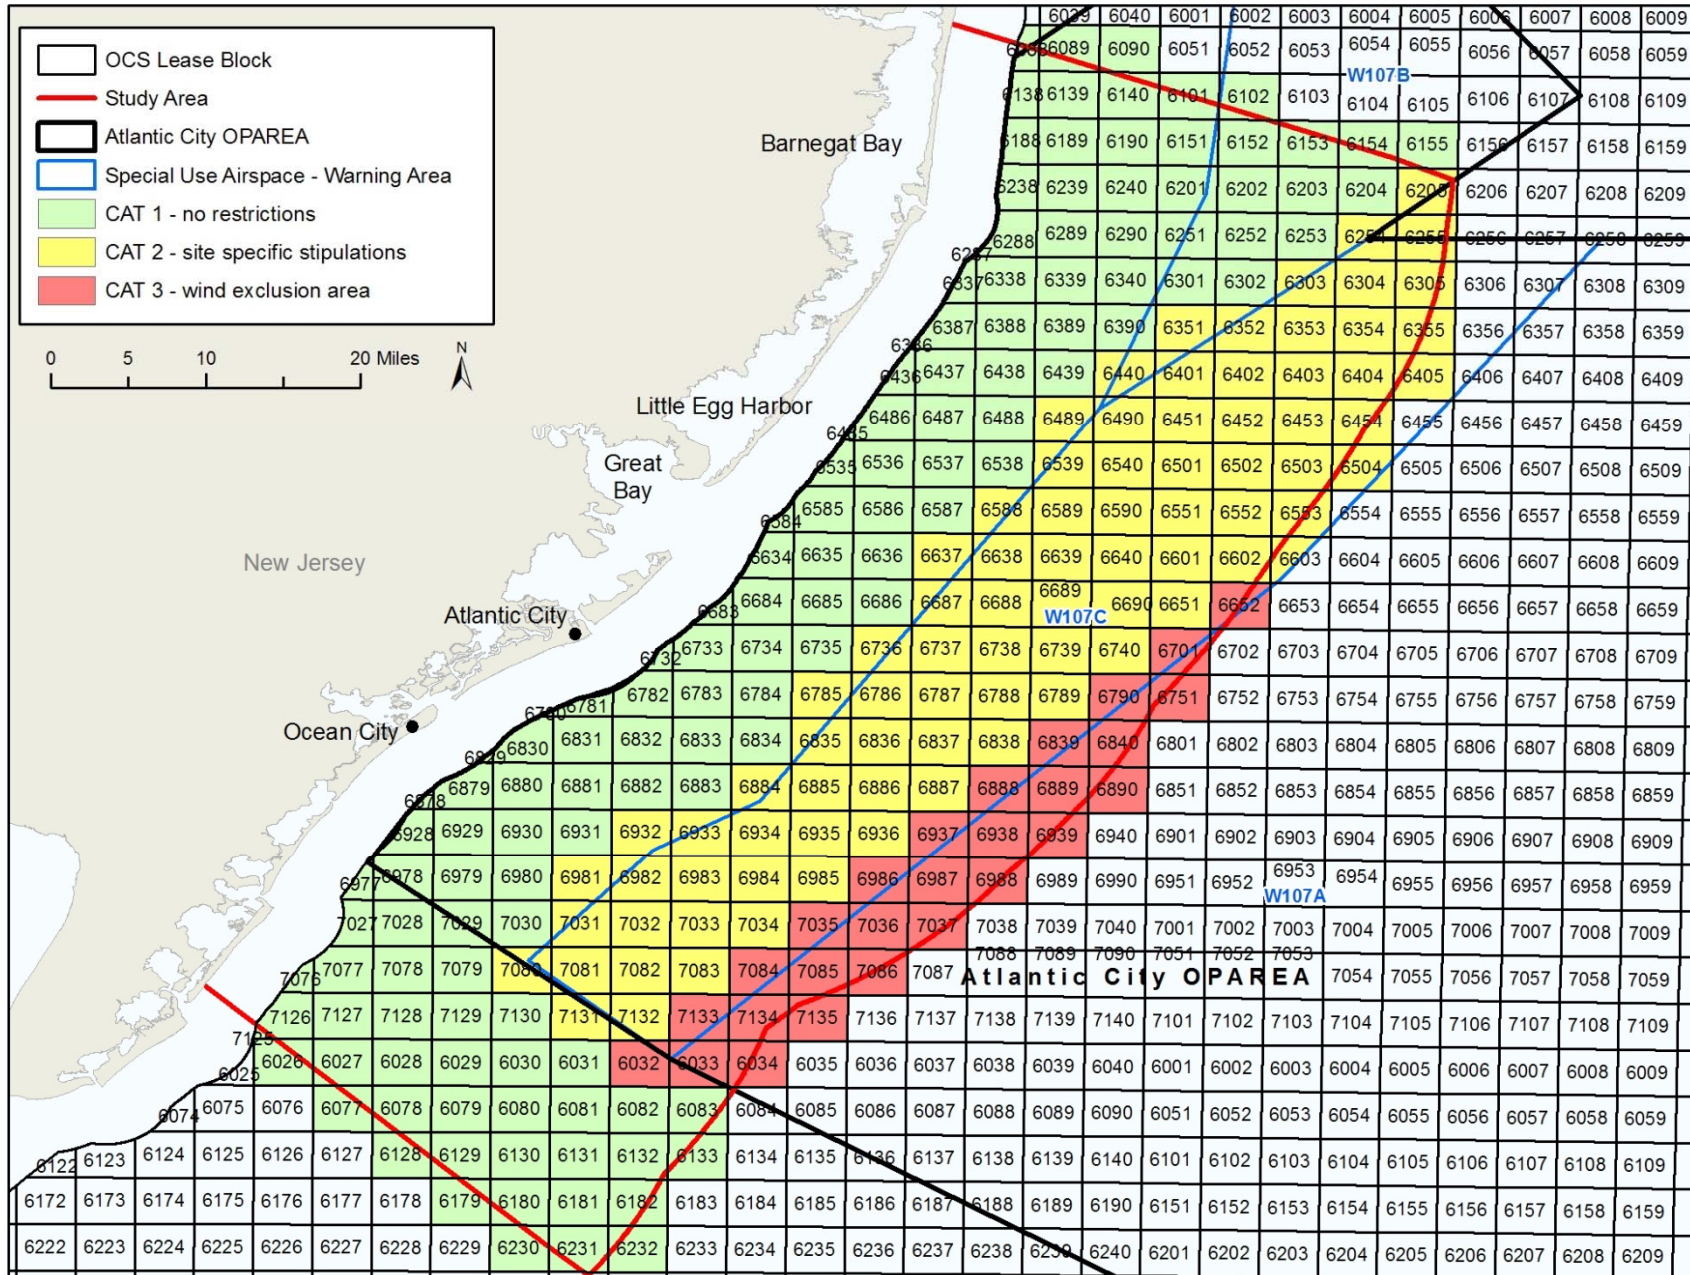 OCS Lease Block
Study Area
Atlantic City OPAREA
Special Use Airspace - Warning Area
CAT 1 - no restrictions
CAT 2 - site specific stipulations
CAT 3 - wind exclusion area
0 5 10 20 Miles
N
Barnegat Bay
Little Egg Harbor
Great
Bay
New Jersey
Atlantic City
Ocean City
W107B
W107C
W107A
Atlantic City OPAREA
6039 6040 6001 6002 6003 6004 6005 6006 6007 6008 6009
6088 6089 6090 6051 6052 6053 6054 6055 6056 6057 6058 6059
6138 6139 6140 6101 6102 6103 6104 6105 6106 6107 6108 6109
6188 6189 6190 6151 6152 6153 6154 6155 6156 6157 6158 6159
6238 6239 6240 6201 6202 6203 6204 6205 6206 6207 6208 6209
6287 6288 6289 6290 6251 6252 6253 6254 6255 6256 6257 6258 6259
6337 6338 6339 6340 6301 6302 6303 6304 6305 6306 6307 6308 6309
6386 6387 6388 6389 6390 6351 6352 6353 6354 6355 6356 6357 6358 6359
6436 6437 6438 6439 6440 6401 6402 6403 6404 6405 6406 6407 6408 6409
6485 6486 6487 6488 6489 6490 6451 6452 6453 6454 6455 6456 6457 6458 6459
6535 6536 6537 6538 6539 6540 6501 6502 6503 6504 6505 6506 6507 6508 6509
6584 6585 6586 6587 6588 6589 6590 6551 6552 6553 6554 6555 6556 6557 6558 6559
6634 6635 6636 6637 6638 6639 6640 6601 6602 6603 6604 6605 6606 6607 6608 6609
6683 6684 6685 6686 6687 6688 6689 6690 6651 6652 6653 6654 6655 6656 6657 6658 6659
6732 6733 6734 6735 6736 6737 6738 6739 6740 6701 6702 6703 6704 6705 6706 6707 6708 6709
6780 6781 6782 6783 6784 6785 6786 6787 6788 6789 6790 6751 6752 6753 6754 6755 6756 6757 6758 6759
6829 6830 6831 6832 6833 6834 6835 6836 6837 6838 6839 6840 6801 6802 6803 6804 6805 6806 6807 6808 6809
6878 6879 6880 6881 6882 6883 6884 6885 6886 6887 6888 6889 6890 6851 6852 6853 6854 6855 6856 6857 6858 6859
6928 6929 6930 6931 6932 6933 6934 6935 6936 6937 6938 6939 6940 6901 6902 6903 6904 6905 6906 6907 6908 6909
6977 6978 6979 6980 6981 6982 6983 6984 6985 6986 6987 6988 6989 6990 6951 6952 6953 6954 6955 6956 6957 6958 6959
7027 7028 7029 7030 7031 7032 7033 7034 7035 7036 7037 7038 7039 7040 7001 7002 7003 7004 7005 7006 7007 7008 7009
7076 7077 7078 7079 7080 7081 7082 7083 7084 7085 7086 7087 7088 7089 7090 7051 7052 7053 7054 7055 7056 7057 7058 7059
7125 7126 7127 7128 7129 7130 7131 7132 7133 7134 7135 7136 7137 7138 7139 7140 7101 7102 7103 7104 7105 7106 7107 7108 7109
6025 6026 6027 6028 6029 6030 6031 6032 6033 6034 6035 6036 6037 6038 6039 6040 6001 6002 6003 6004 6005 6006 6007 6008 6009
6074 6075 6076 6077 6078 6079 6080 6081 6082 6083 6084 6085 6086 6087 6088 6089 6090 6051 6052 6053 6054 6055 6056 6057 6058 6059
6122 6123 6124 6125 6126 6127 6128 6129 6130 6131 6132 6133 6134 6135 6136 6137 6138 6139 6140 6101 6102 6103 6104 6105 6106 6107 6108 6109
6172 6173 6174 6175 6176 6177 6178 6179 6180 6181 6182 6183 6184 6185 6186 6187 6188 6189 6190 6151 6152 6153 6154 6155 6156 6157 6158 6159
6222 6223 6224 6225 6226 6227 6228 6229 6230 6231 6232 6233 6234 6235 6236 6237 6238 6239 6240 6201 6202 6203 6204 6205 6206 6207 6208 6209